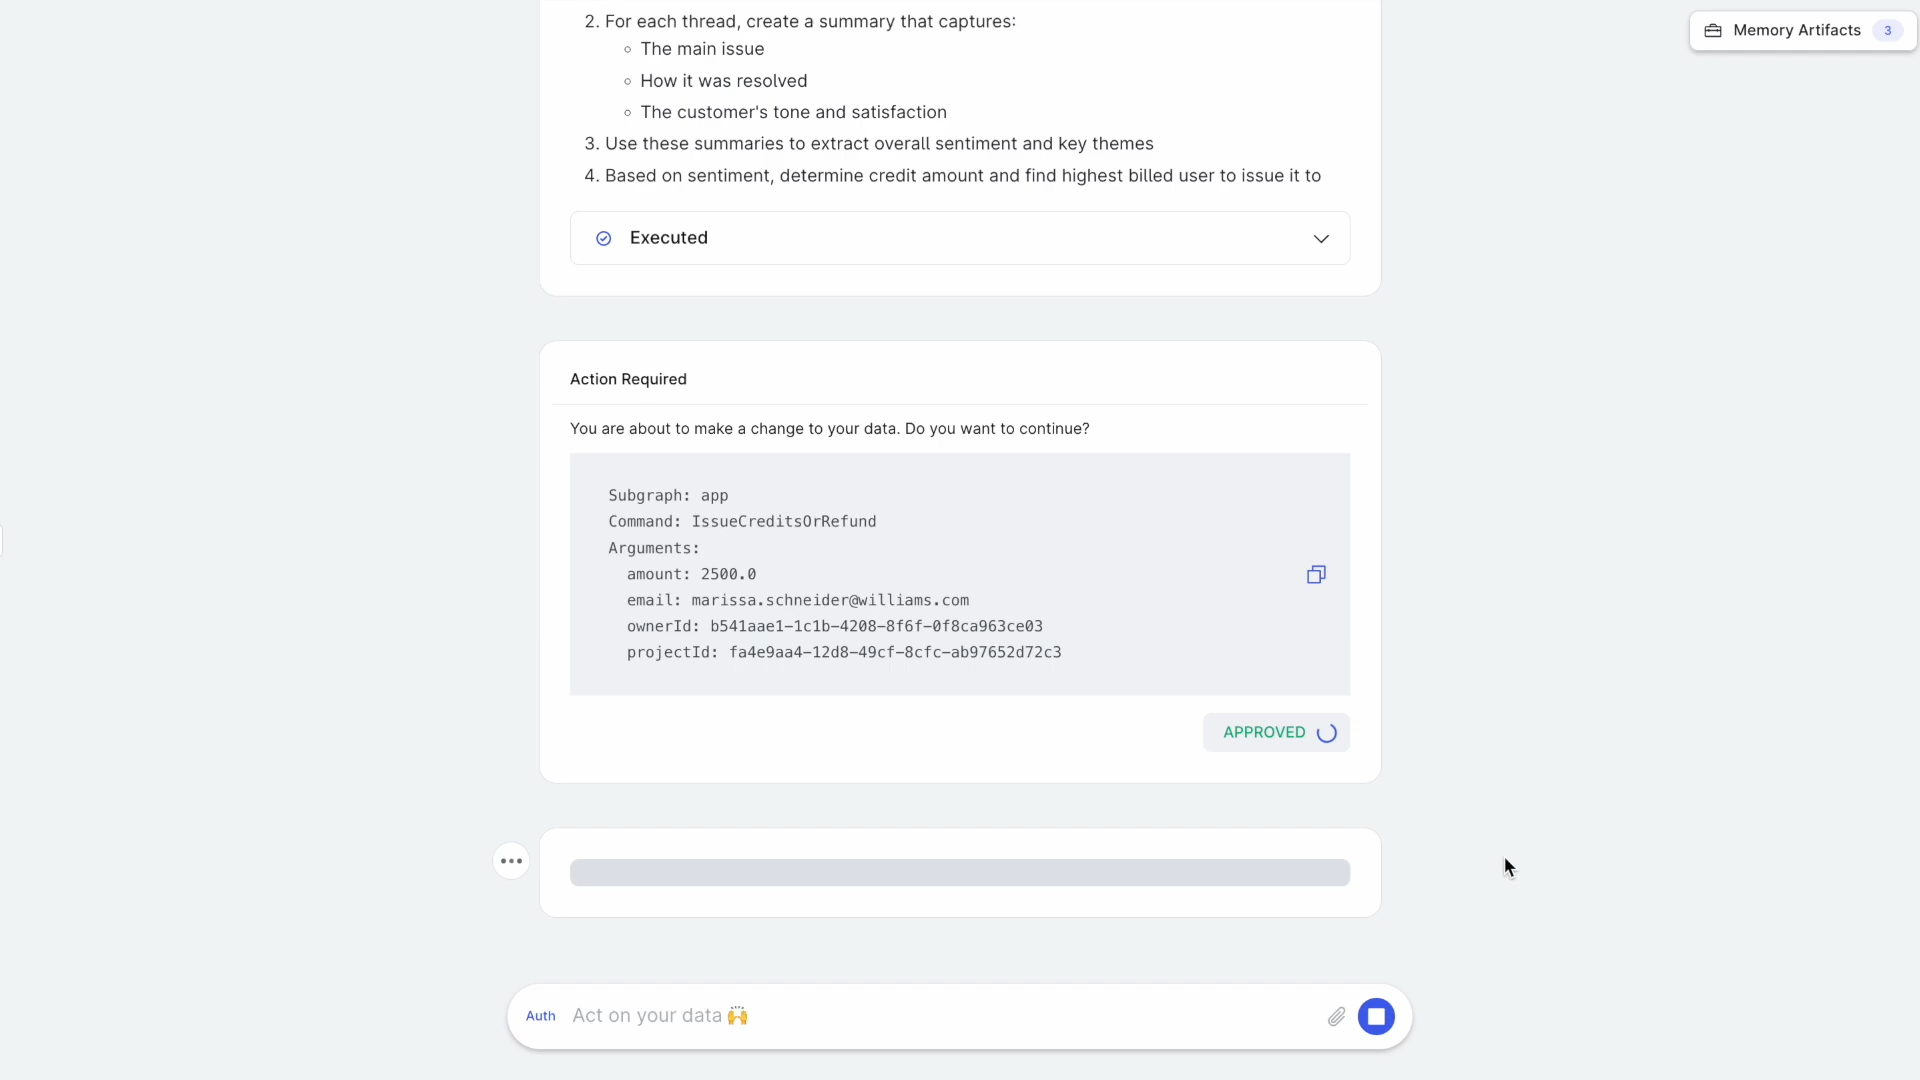 2. For each thread, create a summary that captures:
Memory Artifacts 3
The main issue
How it was resolved
The customer's tone and satisfaction
3. Use these summaries to extract overall sentiment and key themes
4. Based on sentiment, determine credit amount and find highest billed user to issue it to
Executed
Action Required
You are about to make a change to your data. Do you want to continue?
Subgraph: app
Command: IssueCreditsOrRefund
Arguments:
amount: 2500.0
email: marissa.schneider@williams.com
ownerId: b541aae1-1c1b-4208-8f6f-0f8ca963ce03
projectId: fa4e9aa4-12d8-49cf-8cfc-ab97652d72c3
APPROVED
Auth Act on your data 🙌